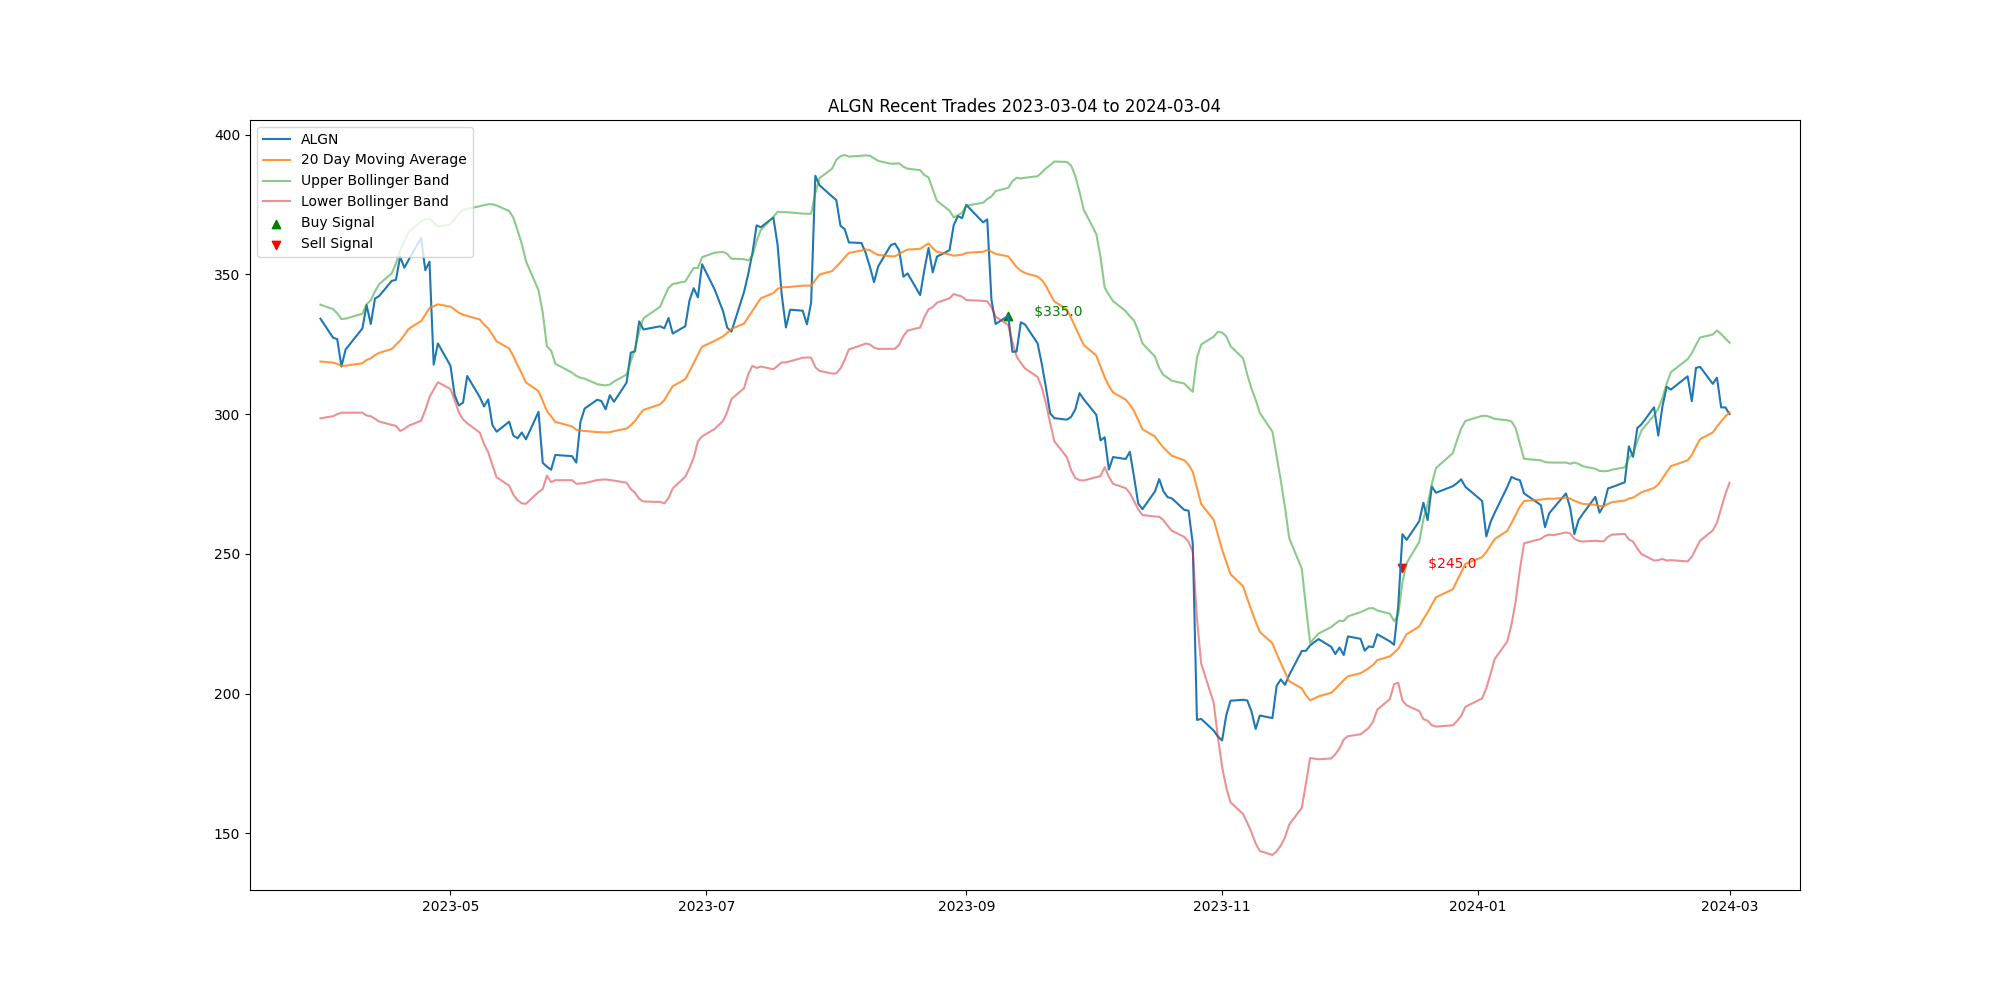 ALGN Recent Trades 2023-03-04 to 2024-03-04
ALGN
20 Day Moving Average
Upper Bollinger Band
Lower Bollinger Band
Buy Signal
Sell Signal
400
350
300
250
200
150
$335.0
$245.0
2023-05
2023-07
2023-09
2023-11
2024-01
2024-03